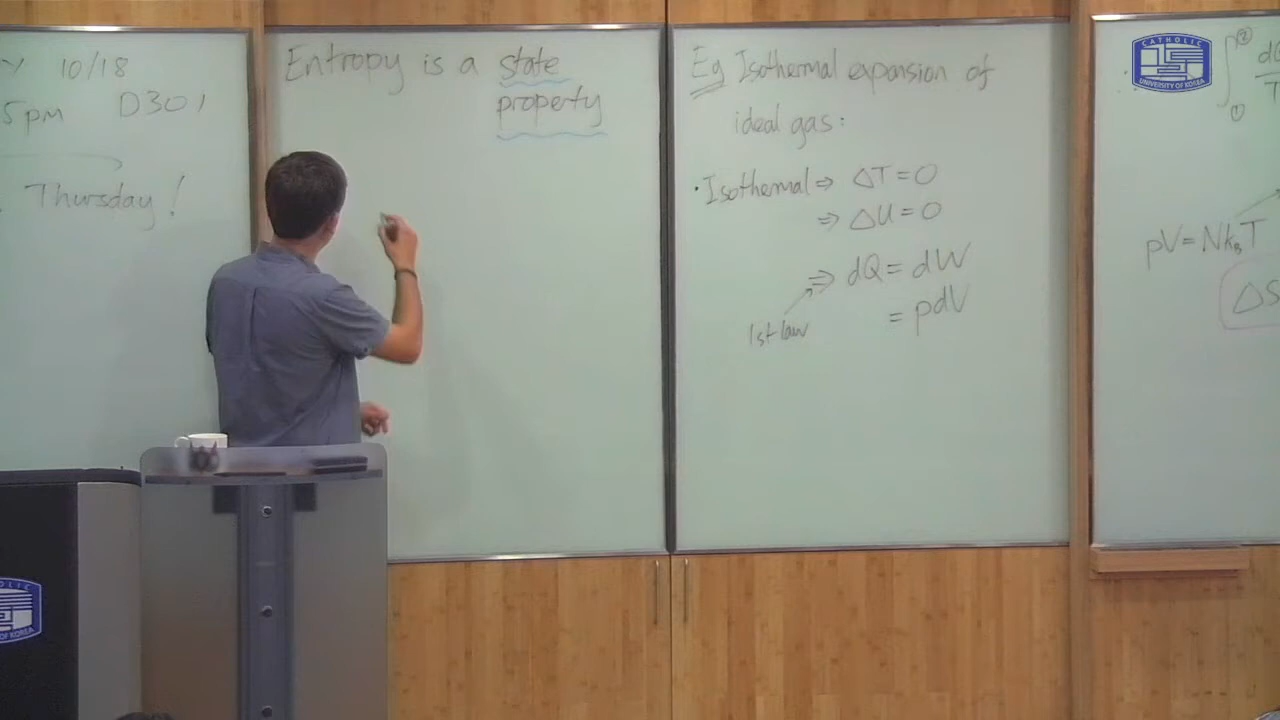 10/18
5pm D301
Thursday!
Entropy is a state
property
Eg Isothermal expansion of
ideal gas:
· Isothermal ⇒ ΔT = 0
⇒ ΔU = 0
⇒ dQ = dW
1st law
= pdV
pV = Nk_BT
ΔS
CATHOLIC
UNIVERSITY OF KOREA